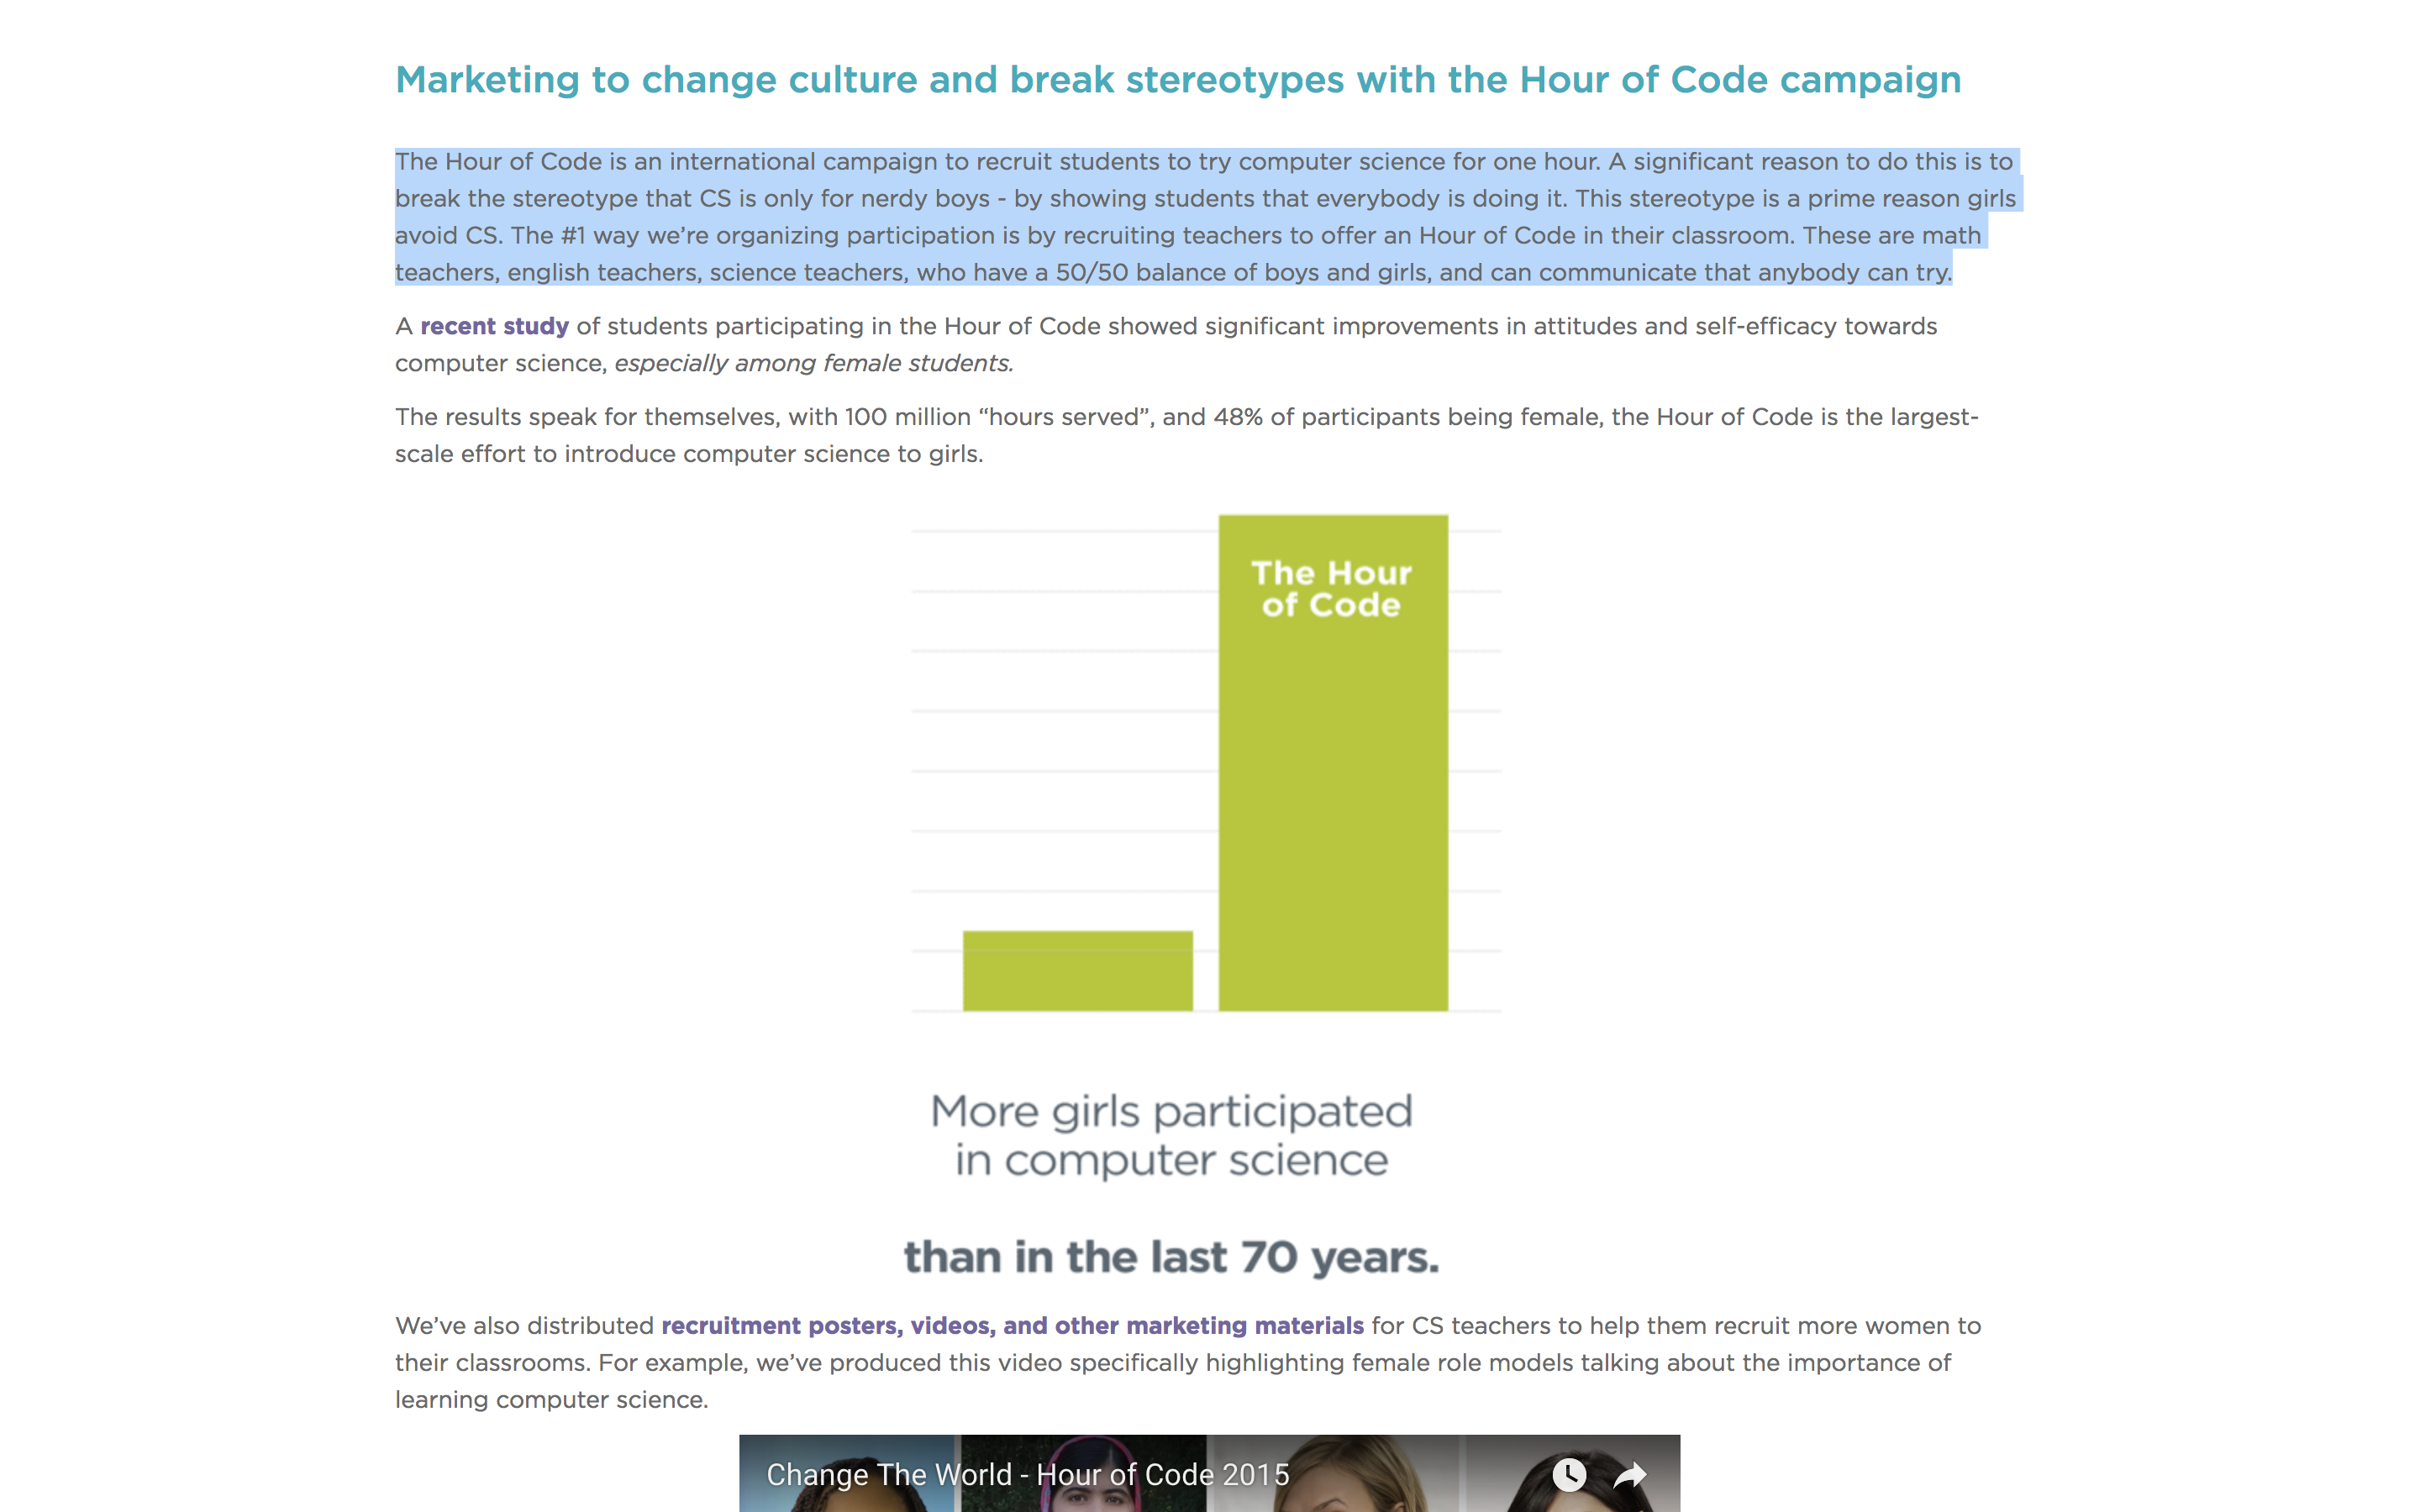 Marketing to change culture and break stereotypes with the Hour of Code campaign
The Hour of Code is an international campaign to recruit students to try computer science for one hour. A significant reason to do this is to
break the stereotype that CS is only for nerdy boys - by showing students that everybody is doing it. This stereotype is a prime reason girls
avoid CS. The #1 way we’re organizing participation is by recruiting teachers to offer an Hour of Code in their classroom. These are math
teachers, english teachers, science teachers, who have a 50/50 balance of boys and girls, and can communicate that anybody can try.
A recent study of students participating in the Hour of Code showed significant improvements in attitudes and self-efficacy towards
computer science, especially among female students.
The results speak for themselves, with 100 million “hours served”, and 48% of participants being female, the Hour of Code is the largest-
scale effort to introduce computer science to girls.
The Hour
of Code
More girls participated
in computer science
than in the last 70 years.
We’ve also distributed recruitment posters, videos, and other marketing materials for CS teachers to help them recruit more women to
their classrooms. For example, we’ve produced this video specifically highlighting female role models talking about the importance of
learning computer science.
Change The World - Hour of Code 2015